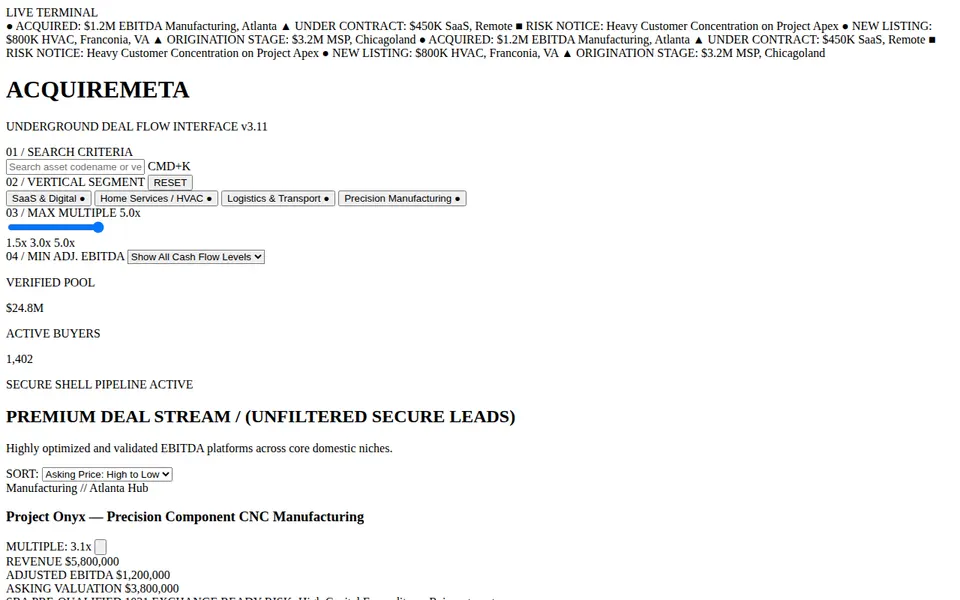 LIVE TERMINAL
● ACQUIRED: $1.2M EBITDA Manufacturing, Atlanta ▲ UNDER CONTRACT: $450K SaaS, Remote ■ RISK NOTICE: Heavy Customer Concentration on Project Apex ● NEW LISTING:
$800K HVAC, Franconia, VA ▲ ORIGINATION STAGE: $3.2M MSP, Chicagoland ● ACQUIRED: $1.2M EBITDA Manufacturing, Atlanta ▲ UNDER CONTRACT: $450K SaaS, Remote ■
RISK NOTICE: Heavy Customer Concentration on Project Apex ● NEW LISTING: $800K HVAC, Franconia, VA ▲ ORIGINATION STAGE: $3.2M MSP, Chicagoland
ACQUIREMETA
UNDERGROUND DEAL FLOW INTERFACE v3.11
01 / SEARCH CRITERIA
Search asset codename or ve CMD+K
02 / VERTICAL SEGMENT RESET
SaaS & Digital ● Home Services / HVAC ● Logistics & Transport ● Precision Manufacturing ●
03 / MAX MULTIPLE 5.0x
1.5x 3.0x 5.0x
04 / MIN ADJ. EBITDA Show All Cash Flow Levels
VERIFIED POOL
$24.8M
ACTIVE BUYERS
1,402
SECURE SHELL PIPELINE ACTIVE
PREMIUM DEAL STREAM / (UNFILTERED SECURE LEADS)
Highly optimized and validated EBITDA platforms across core domestic niches.
SORT: Asking Price: High to Low
Manufacturing // Atlanta Hub
Project Onyx — Precision Component CNC Manufacturing
MULTIPLE: 3.1x
REVENUE $5,800,000
ADJUSTED EBITDA $1,200,000
ASKING VALUATION $3,800,000